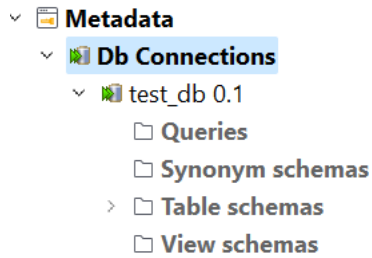 Metadata
Db Connections
test_db 0.1
Queries
Synonym schemas
Table schemas
View schemas